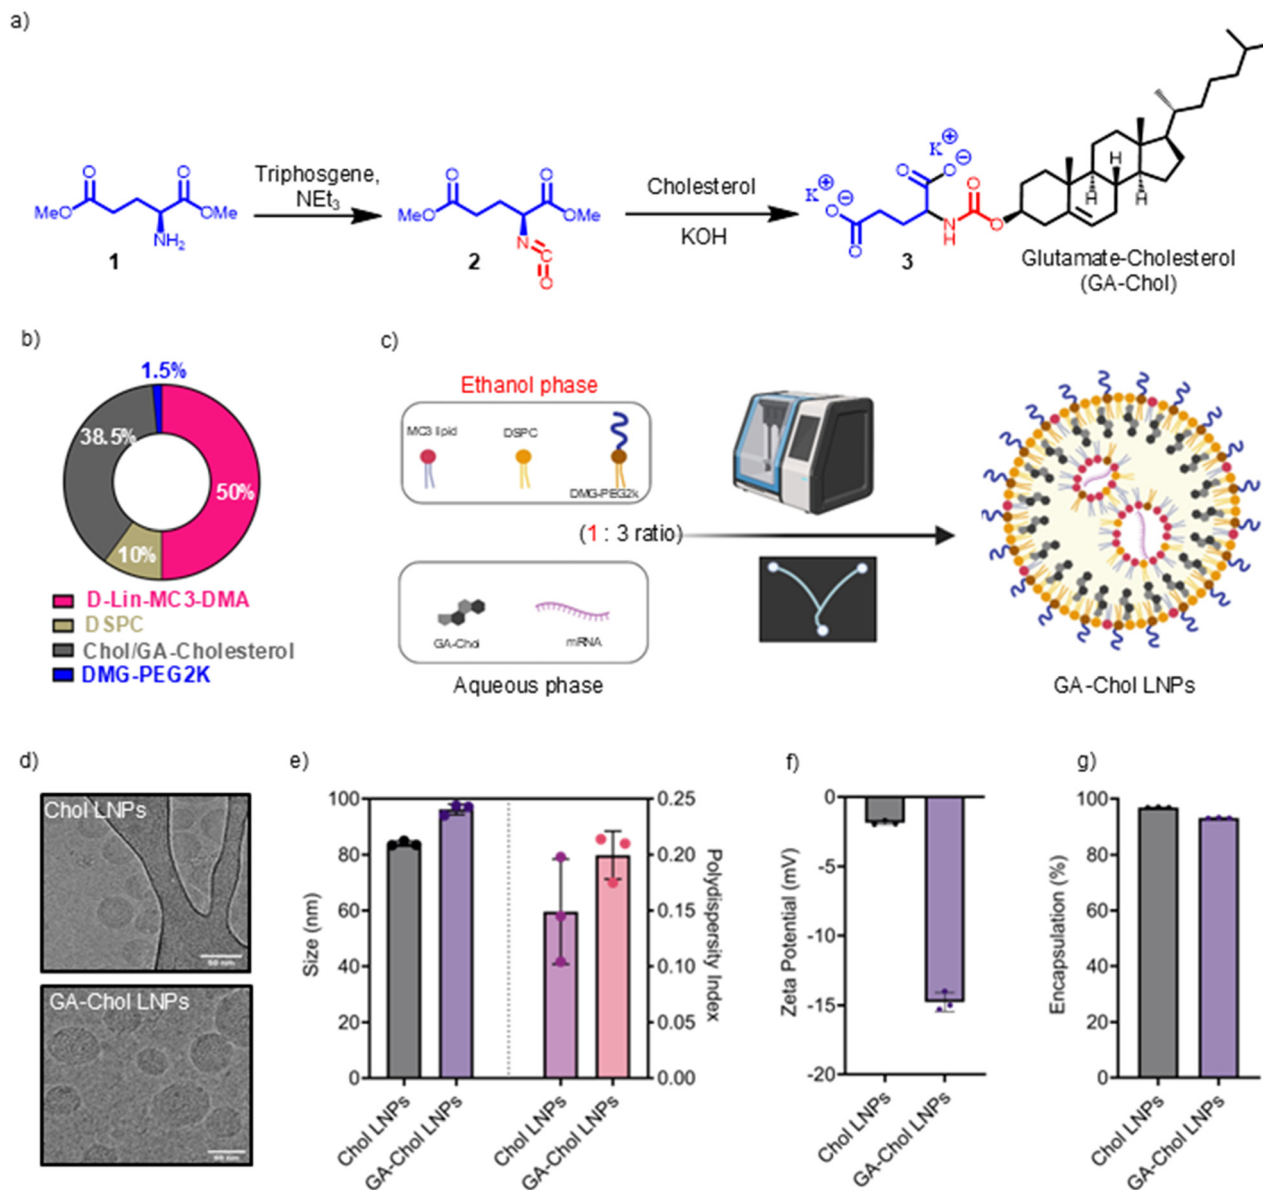 a)
O
O
MeO
OMe
NH₂
1
Triphosgene,
NEt₃
O
O
MeO
OMe
N
C
O
2
Cholesterol
KOH
K⊕
O
O⊖
K⊕
O⊖
O
N
H
O
O
H
H
H
3
Glutamate-Cholesterol
(GA-Chol)
b)
1.5%
38.5%
50%
10%
D-Lin-MC3-DMA
DSPC
Chol/GA-Cholesterol
DMG-PEG2K
c)
Ethanol phase
MC3 lipid
DSPC
DMG-PEG2k
(1 : 3 ratio)
GA-Chol
mRNA
Aqueous phase
GA-Chol LNPs
d)
Chol LNPs
50 nm
GA-Chol LNPs
50 nm
e)
Size (nm)
100
80
60
40
20
0
0.25
0.20
0.15
0.10
0.05
0.00
Polydispersity Index
Chol LNPs
GA-Chol LNPs
Chol LNPs
GA-Chol LNPs
f)
Zeta Potential (mV)
0
-5
-10
-15
-20
Chol LNPs
GA-Chol LNPs
g)
Encapsulation (%)
100
80
60
40
20
0
Chol LNPs
GA-Chol LNPs